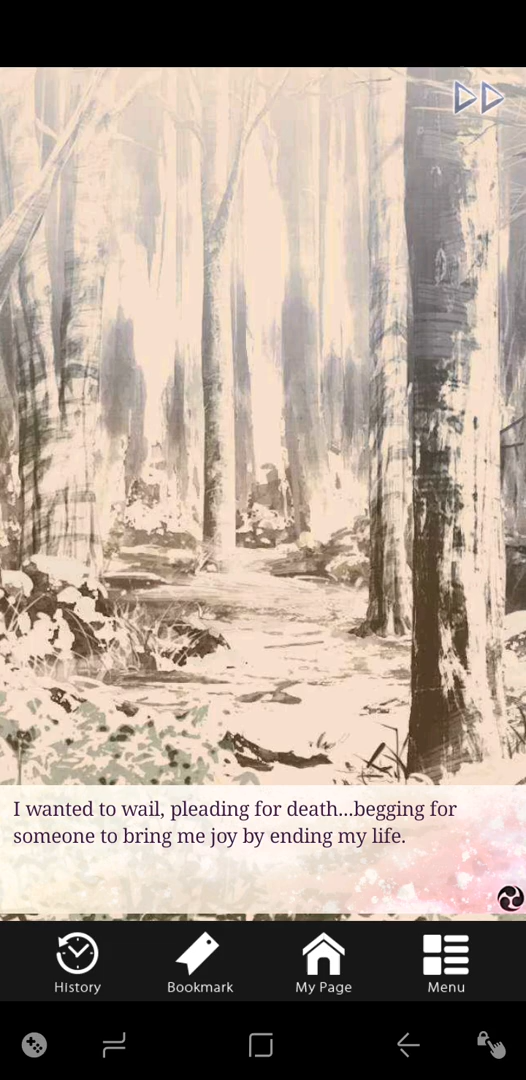 I wanted to wail, pleading for death...begging for
someone to bring me joy by ending my life.
History Bookmark My Page Menu